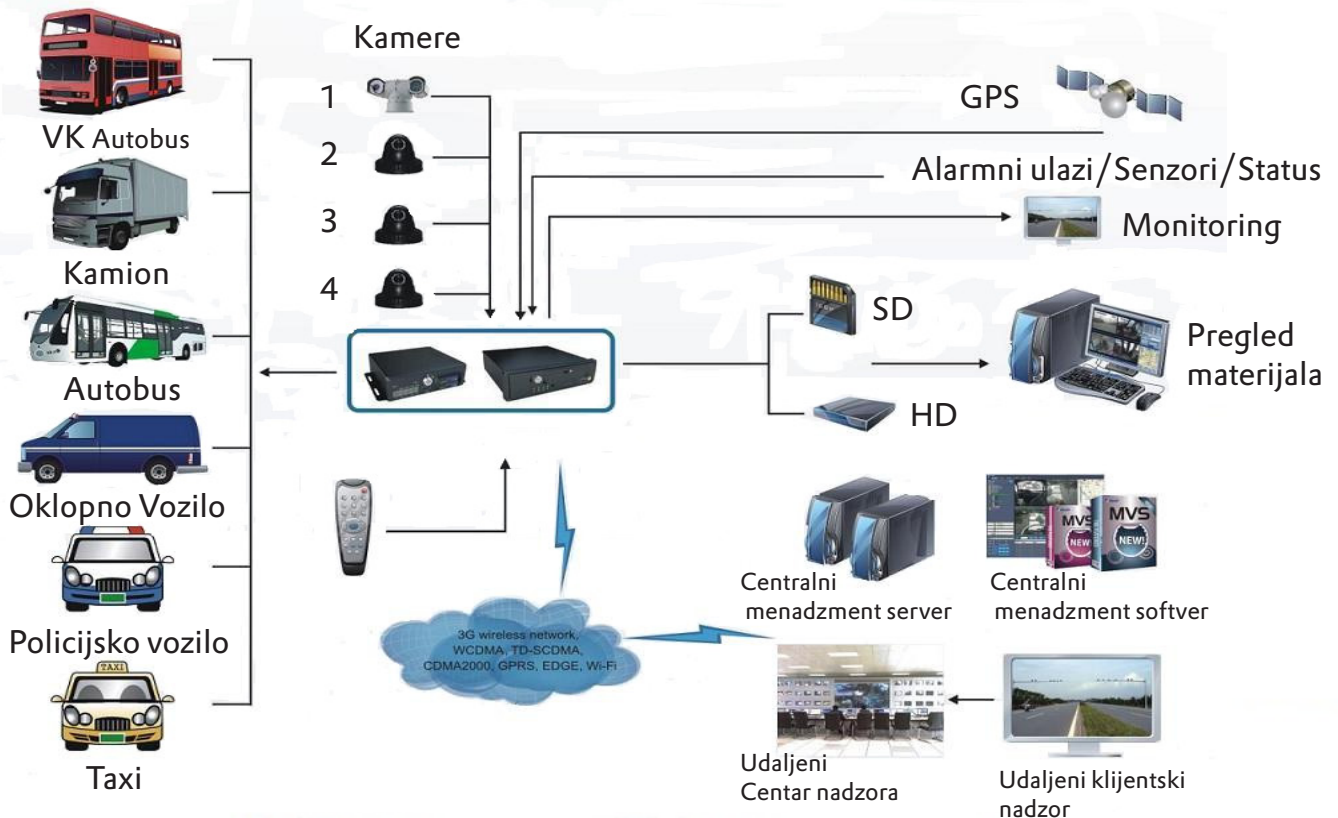 Kamere
1
2
3
4
VK Autobus
Kamion
Autobus
Oklopno Vozilo
Policijsko vozilo
TAXI
Taxi
GPS
Alarmni ulazi/Senzori/Status
Monitoring
SD
HD
Pregled
materijala
3G wireless network,
WCDMA, TD-SCDMA,
CDMA2000, GPRS, EDGE, Wi-Fi
Centralni
menadzment server
MVS
NEW!
MVS
NEW!
Centralni
menadzment softver
Udaljeni
Centar nadzora
Udaljeni klijentski
nadzor